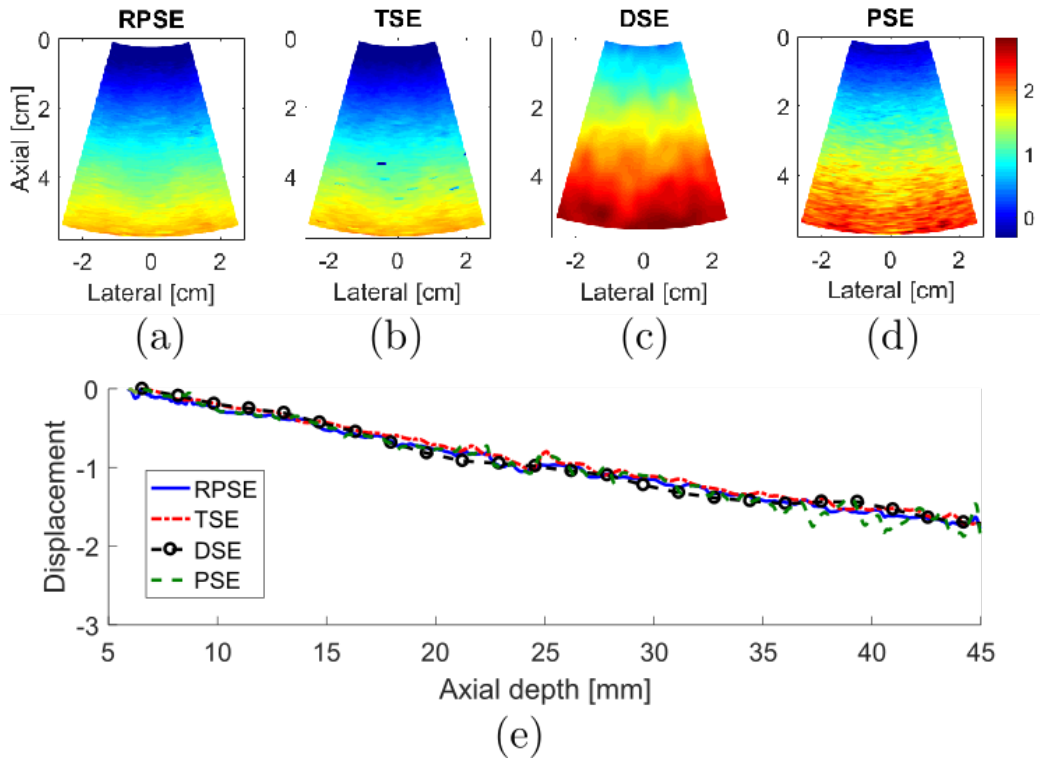 RPSE TSE DSE PSE
0 0 0 0
2 2 2 2 2
Axial [cm]
1
4 4 4 4
0
-2 0 2 -2 0 2 -2 0 2 -2 0 2
Lateral [cm] Lateral [cm] Lateral [cm] Lateral [cm]
(a) (b) (c) (d)
0
-1
-2
-3
Displacement
RPSE
TSE
DSE
PSE
5 10 15 20 25 30 35 40 45
Axial depth [mm]
(e)